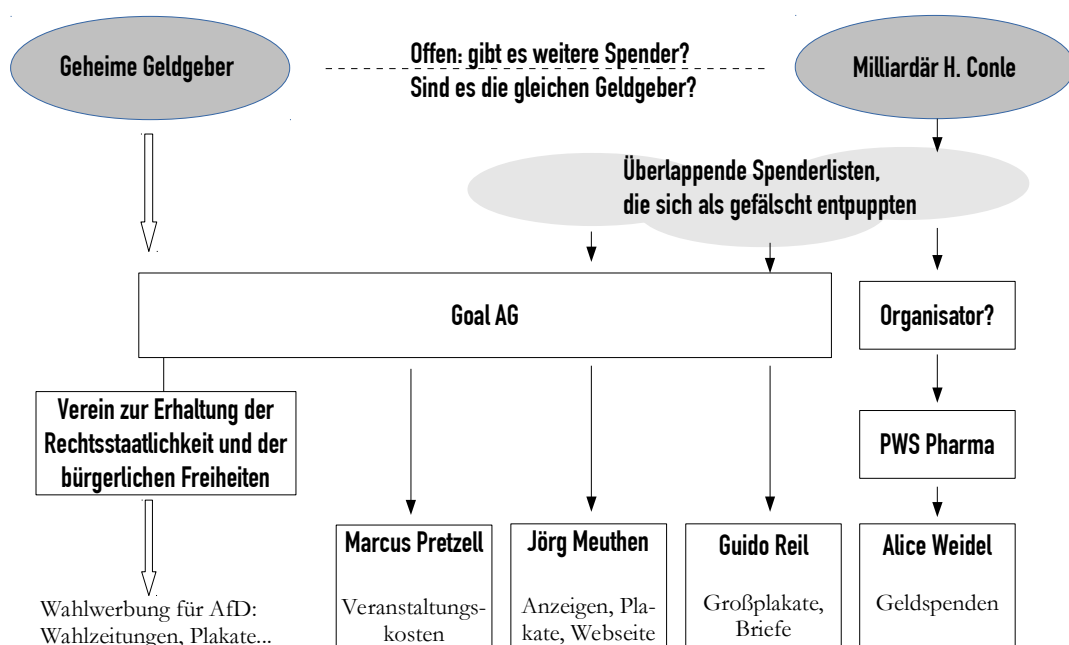 Geheime Geldgeber
Offen: gibt es weitere Spender?
Sind es die gleichen Geldgeber?
Milliardär H. Conle
Überlappende Spenderlisten,
die sich als gefälscht entpuppten
Goal AG
Organisator?
Verein zur Erhaltung der
Rechtsstaatlichkeit und der
bürgerlichen Freiheiten
PWS Pharma
Wahlwerbung für AfD:
Wahlzeitungen, Plakate...
Marcus Pretzell
Veranstaltungs-
kosten
Jörg Meuthen
Anzeigen, Pla-
kate, Webseite
Guido Reil
Großplakate,
Briefe
Alice Weidel
Geldspenden